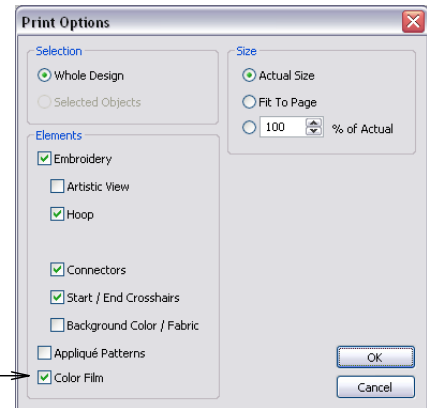 Print Options
Selection
Whole Design
Selected Objects
Size
Actual Size
Fit To Page
100 % of Actual
Elements
Embroidery
Artistic View
Hoop
Connectors
Start / End Crosshairs
Background Color / Fabric
Appliqué Patterns
Color Film
OK
Cancel